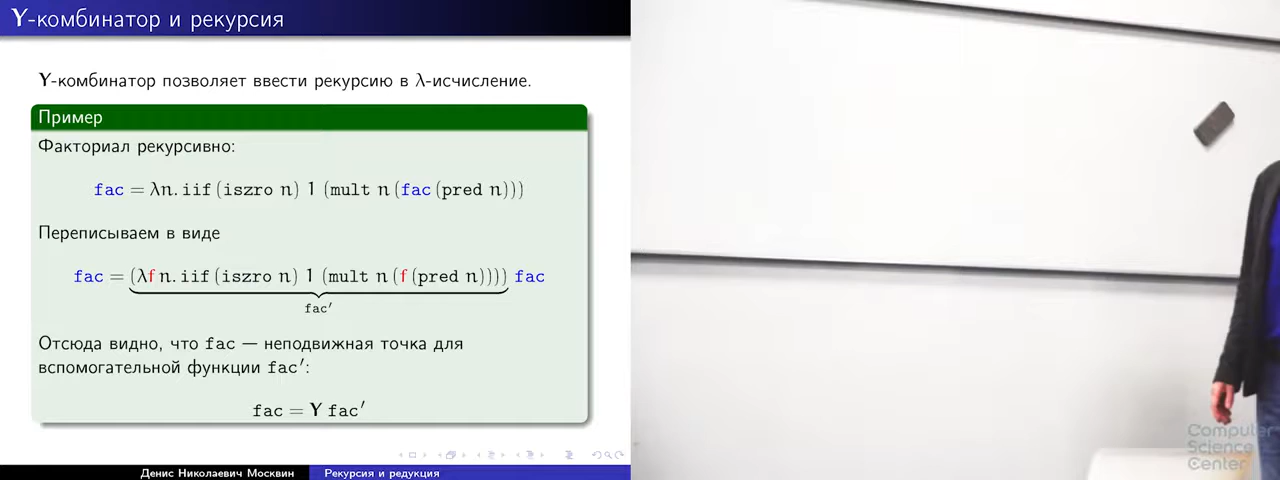 Y-комбинатор и рекурсия
Y-комбинатор позволяет ввести рекурсию в λ-исчисление.
Пример
Факториал рекурсивно:
fac = λn. iif (iszro n) 1 (mult n (fac (pred n)))
Переписываем в виде
fac = (λf n. iif (iszro n) 1 (mult n (f (pred n)))) fac
fac′
Отсюда видно, что fac — неподвижная точка для
вспомогательной функции fac′:
fac = Y fac′
Денис Николаевич Москвин
Рекурсия и редукция
Computer
Science
Center